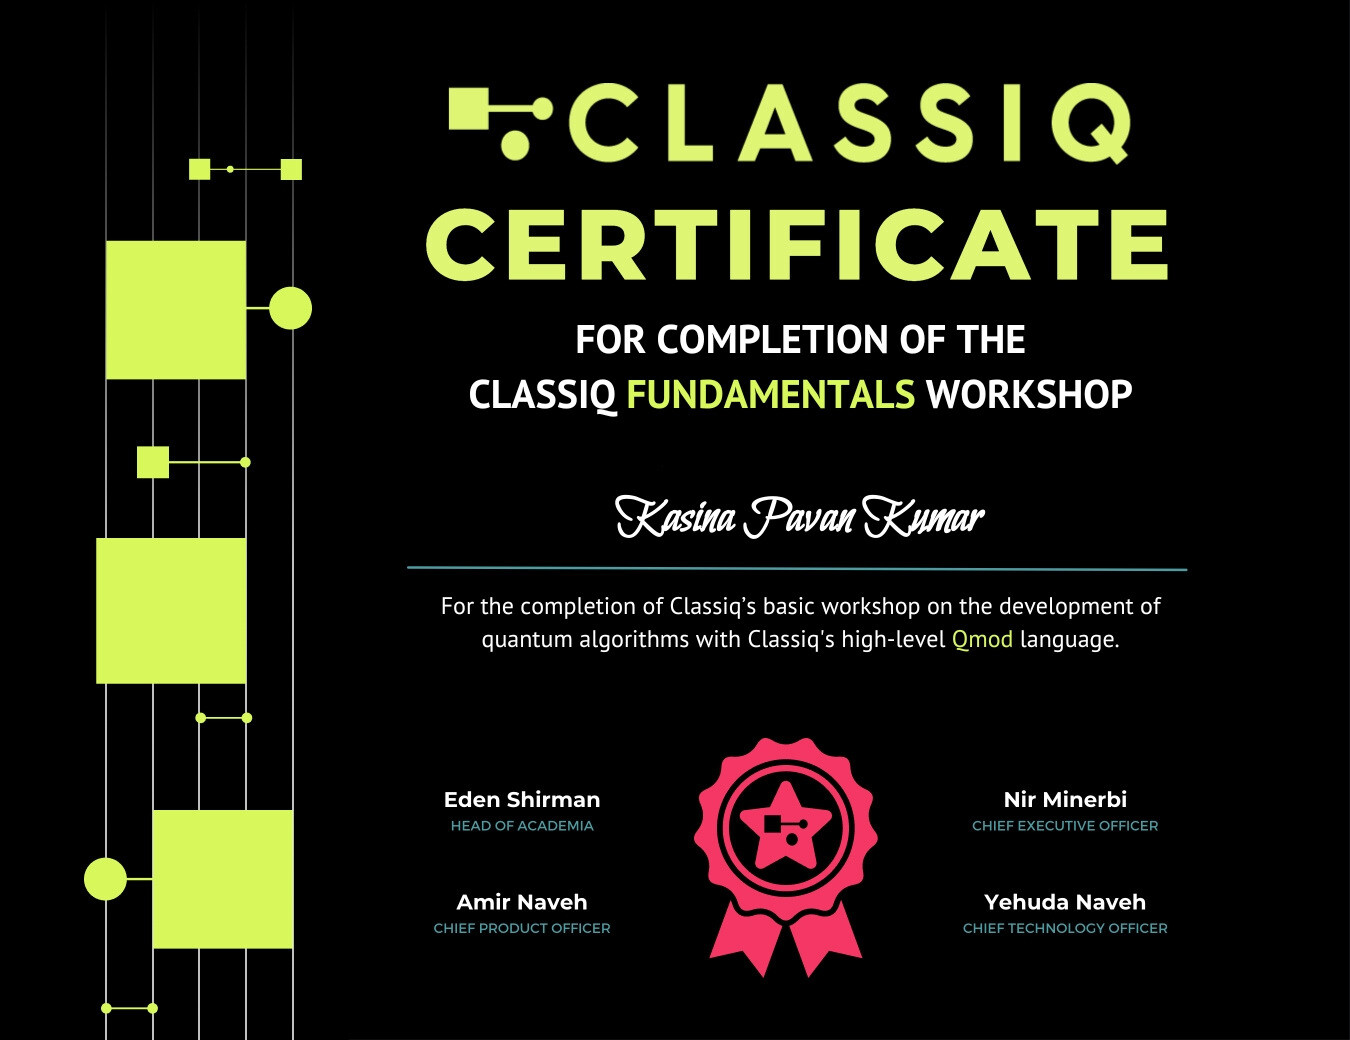 CLASSIQ
CERTIFICATE
FOR COMPLETION OF THE
CLASSIQ FUNDAMENTALS WORKSHOP
Kasina Pavan Kumar
For the completion of Classiq’s basic workshop on the development of
quantum algorithms with Classiq's high-level Qmod language.
Eden Shirman
HEAD OF ACADEMIA
Nir Minerbi
CHIEF EXECUTIVE OFFICER
Amir Naveh
CHIEF PRODUCT OFFICER
Yehuda Naveh
CHIEF TECHNOLOGY OFFICER